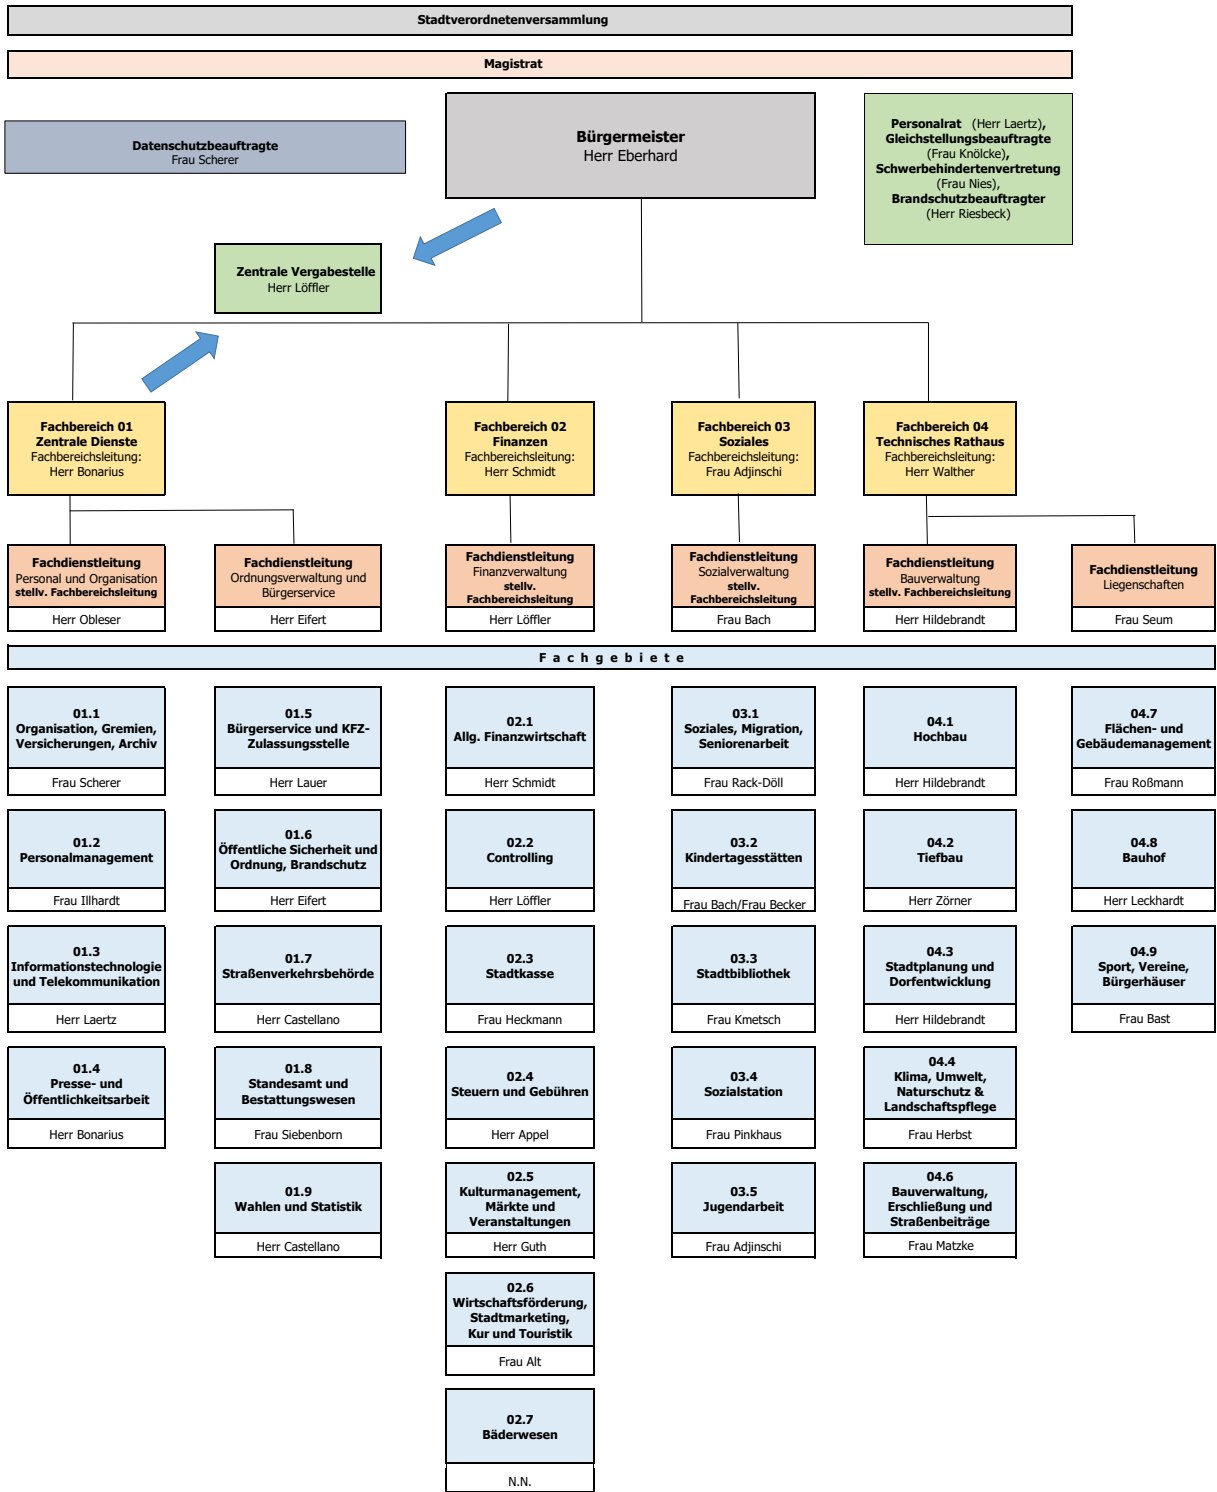 Stadtverordnetenversammlung
Magistrat
Datenschutzbeauftragte
Frau Scherer
Bürgermeister
Herr Eberhard
Personalrat (Herr Laertz),
Gleichstellungsbeauftragte
(Frau Knölcke),
Schwerbehindertenvertretung
(Frau Nies),
Brandschutzbeauftragter
(Herr Riesbeck)
Zentrale Vergabestelle
Herr Löffler
Fachbereich 01
Zentrale Dienste
Fachbereichsleitung:
Herr Bonarius
Fachbereich 02
Finanzen
Fachbereichsleitung:
Herr Schmidt
Fachbereich 03
Soziales
Fachbereichsleitung:
Frau Adjinschi
Fachbereich 04
Technisches Rathaus
Fachbereichsleitung:
Herr Walther
Fachdienstleitung
Personal und Organisation
stellv. Fachbereichsleitung
Herr Obleser
Fachdienstleitung
Ordnungsverwaltung und
Bürgerservice
Herr Eifert
Fachdienstleitung
Finanzverwaltung
stellv.
Fachbereichsleitung
Herr Löffler
Fachdienstleitung
Sozialverwaltung
stellv.
Fachbereichsleitung
Frau Bach
Fachdienstleitung
Bauverwaltung
stellv. Fachbereichsleitung
Herr Hildebrandt
Fachdienstleitung
Liegenschaften
Frau Seum
Fachgebiete
01.1
Organisation, Gremien,
Versicherungen, Archiv
Frau Scherer
01.5
Bürgerservice und KFZ-
Zulassungsstelle
Herr Lauer
02.1
Allg. Finanzwirtschaft
Herr Schmidt
03.1
Soziales, Migration,
Seniorenarbeit
Frau Rack-Döll
04.1
Hochbau
Herr Hildebrandt
04.7
Flächen- und
Gebäudemanagement
Frau Roßmann
01.2
Personalmanagement
Frau Illhardt
01.6
Öffentliche Sicherheit und
Ordnung, Brandschutz
Herr Eifert
02.2
Controlling
Herr Löffler
03.2
Kindertagesstätten
Frau Bach/Frau Becker
04.2
Tiefbau
Herr Zörner
04.8
Bauhof
Herr Leckhardt
01.3
Informationstechnologie
und Telekommunikation
Herr Laertz
01.7
Straßenverkehrsbehörde
Herr Castellano
02.3
Stadtkasse
Frau Heckmann
03.3
Stadtbibliothek
Frau Kmetsch
04.3
Stadtplanung und
Dorfentwicklung
Herr Hildebrandt
04.9
Sport, Vereine,
Bürgerhäuser
Frau Bast
01.4
Presse- und
Öffentlichkeitsarbeit
Herr Bonarius
01.8
Standesamt und
Bestattungswesen
Frau Siebenborn
02.4
Steuern und Gebühren
Herr Appel
03.4
Sozialstation
Frau Pinkhaus
04.4
Klima, Umwelt,
Naturschutz &
Landschaftspflege
Frau Herbst
01.9
Wahlen und Statistik
Herr Castellano
02.5
Kulturmanagement,
Märkte und
Veranstaltungen
Herr Guth
03.5
Jugendarbeit
Frau Adjinschi
04.6
Bauverwaltung,
Erschließung und
Straßenbeiträge
Frau Matzke
02.6
Wirtschaftsförderung,
Stadtmarketing,
Kur und Touristik
Frau Alt
02.7
Bäderwesen
N.N.